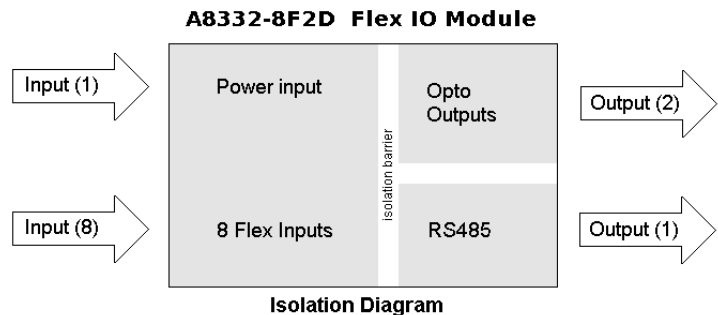 A8332-8F2D Flex IO Module
Input (1)
Power input
Opto
Outputs
Output (2)
isolation barrier
Input (8)
8 Flex Inputs
RS485
Output (1)
Isolation Diagram